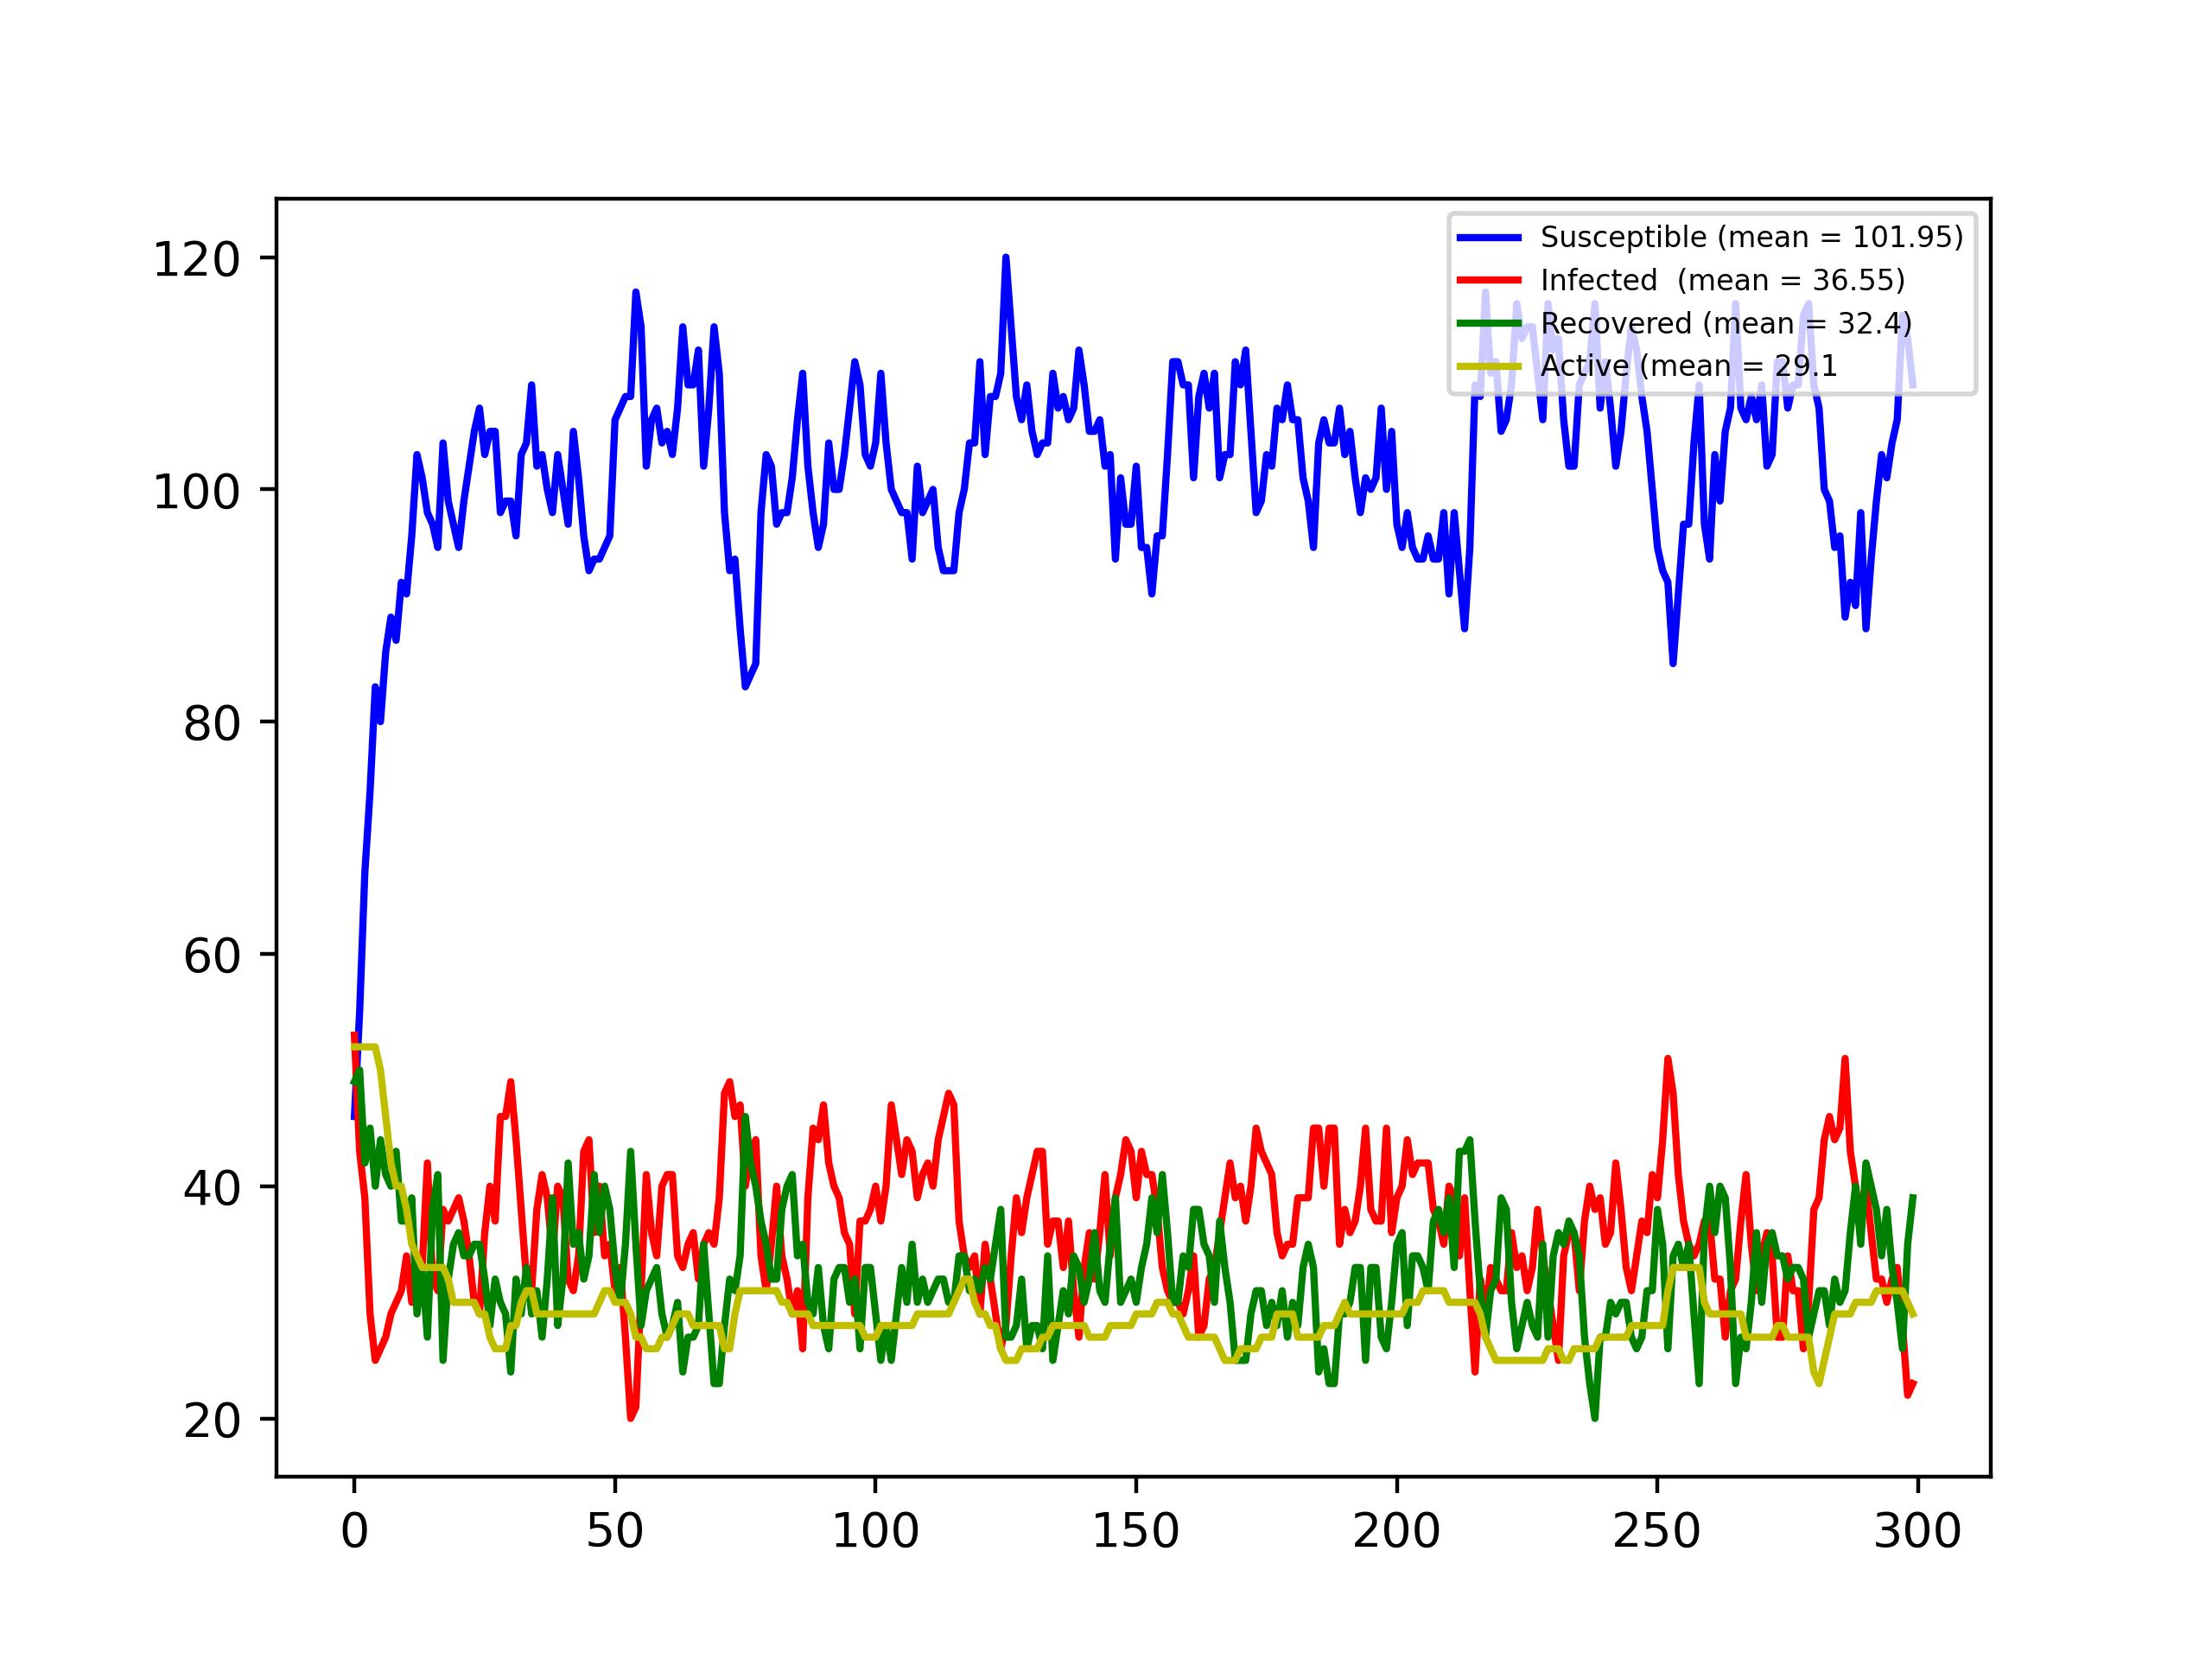 120
100
80
60
40
20
0 50 100 150 200 250 300
Susceptible (mean = 101.95)
Infected  (mean = 36.55)
Recovered (mean = 32.4)
Active (mean = 29.1